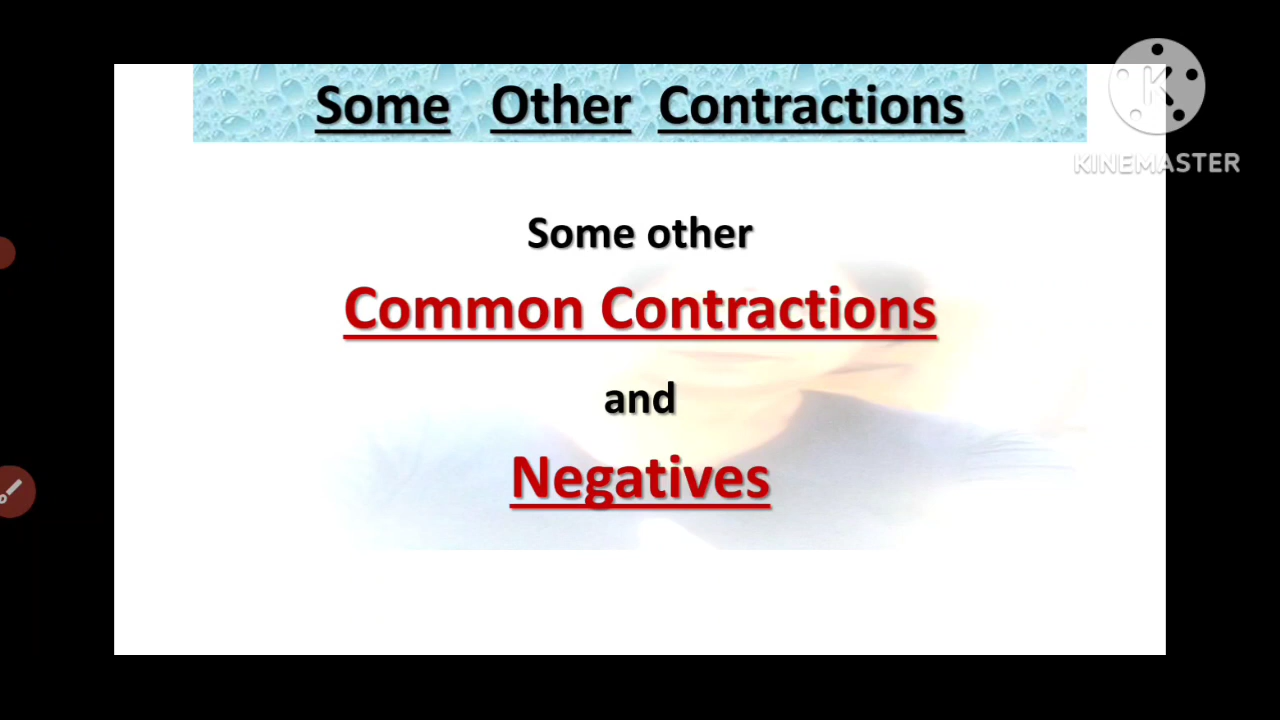 Some Other Contractions
KINEMASTER
Some other
Common Contractions
and
Negatives